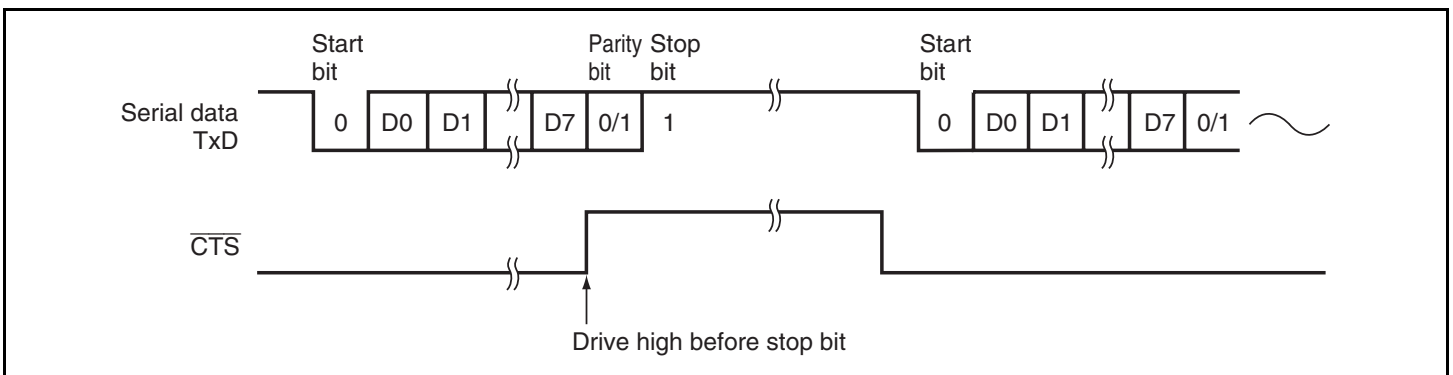 Start bit
Parity bit
Stop bit
Start bit
Serial data TxD
0 D0 D1 D7 0/1 1 0 D0 D1 D7 0/1
CTS
Drive high before stop bit